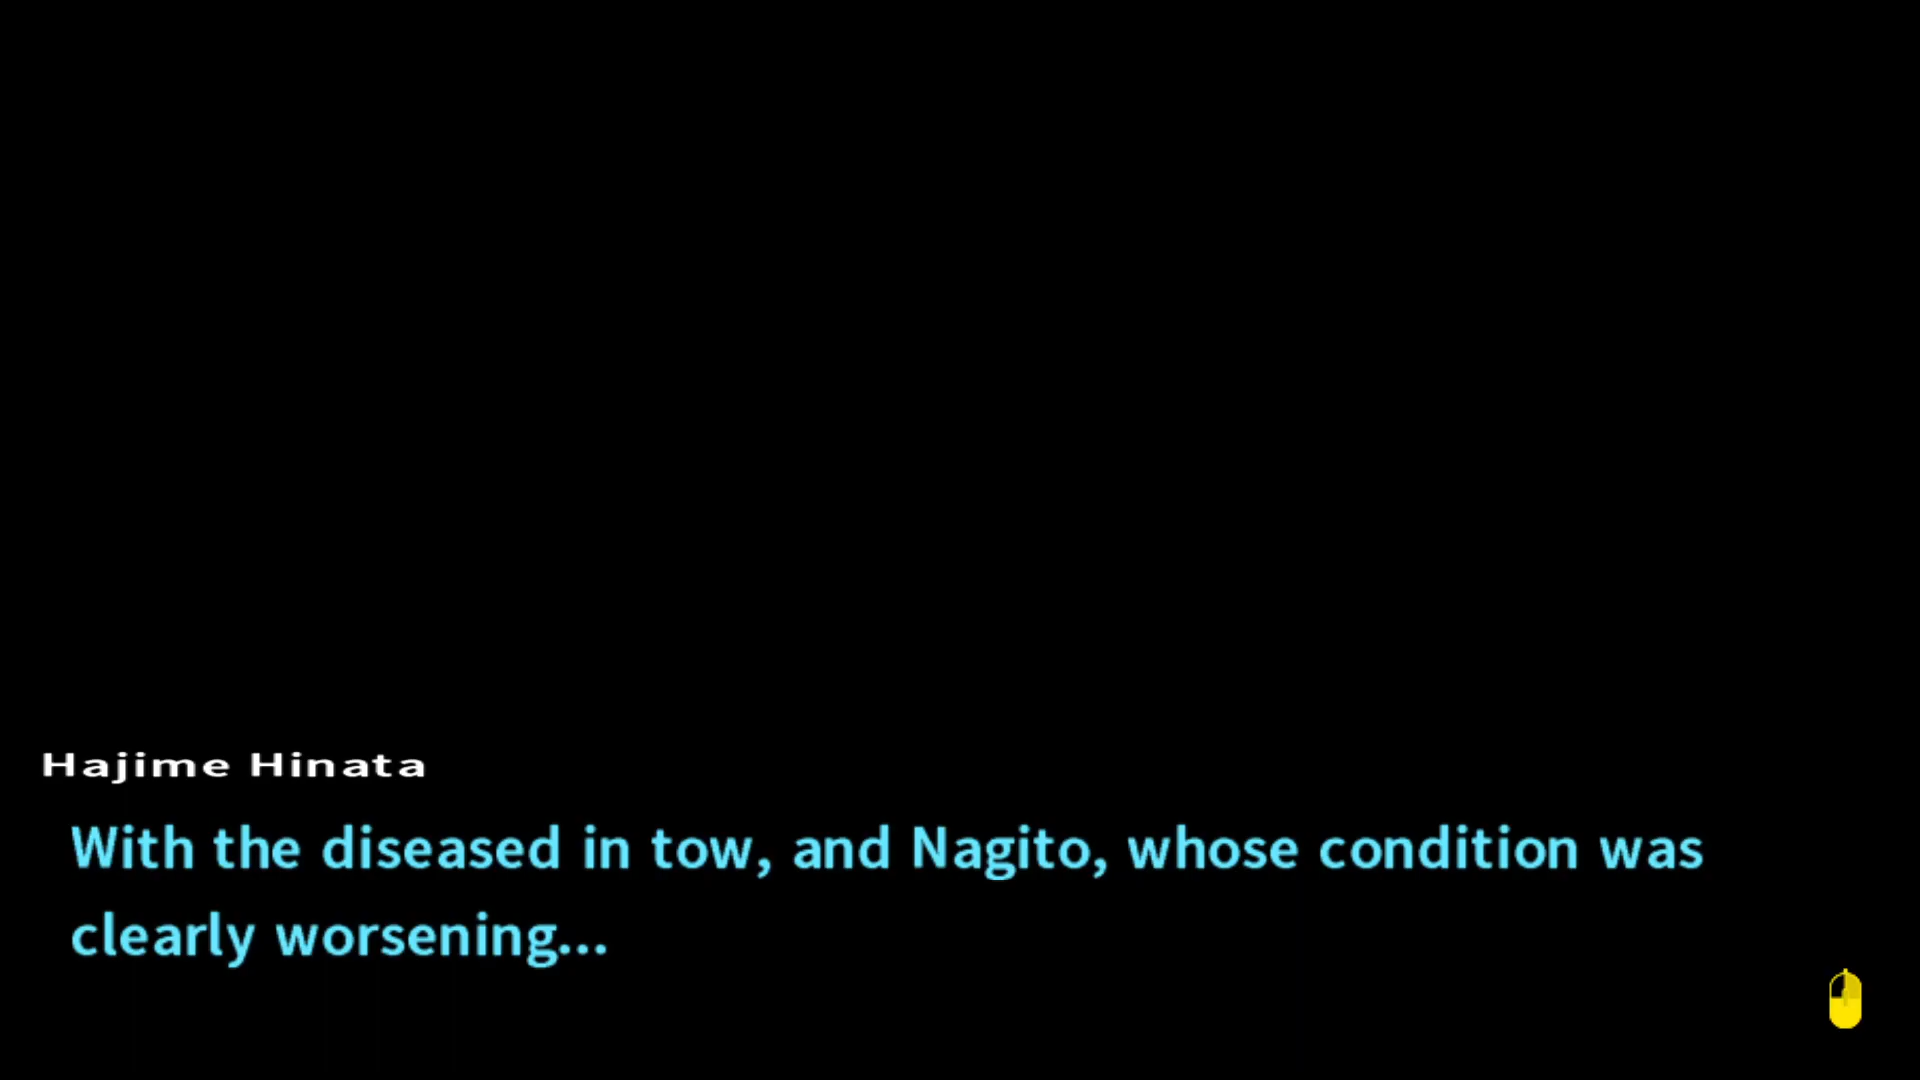 Hajime Hinata
With the diseased in tow, and Nagito, whose condition was
clearly worsening...